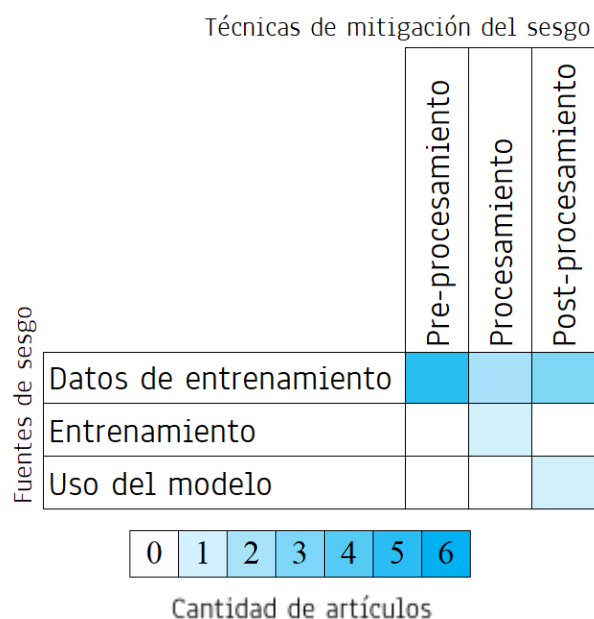 Técnicas de mitigación del sesgo
Pre-procesamiento
Procesamiento
Post-procesamiento
Fuentes de sesgo
Datos de entrenamiento
Entrenamiento
Uso del modelo
0 1 2 3 4 5 6
Cantidad de artículos